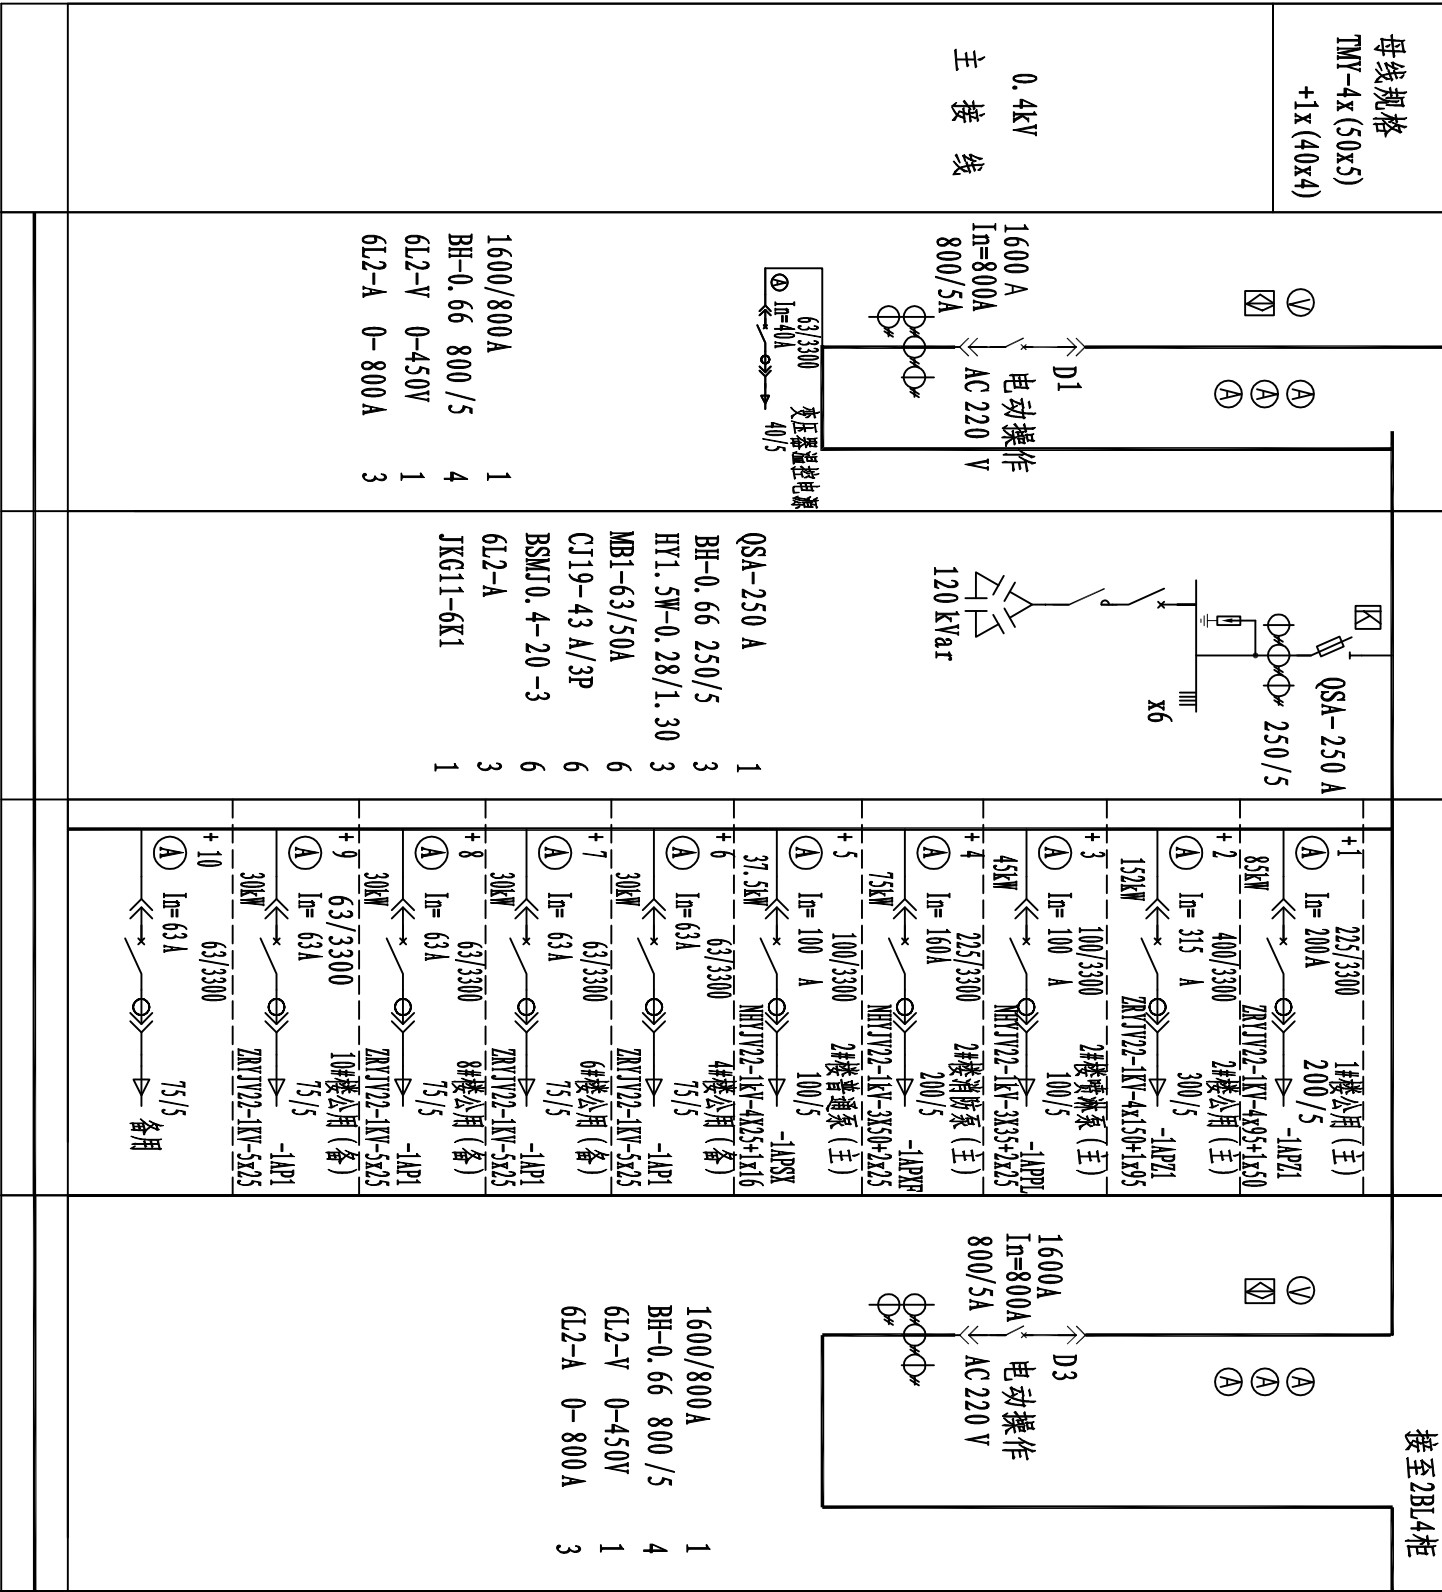 母线规格
TMY-4x(50x5)
+1x(40x4)
0.4kV
主 接 线
V
A
A
A
D1
电动操作
AC 220 V
1600 A
In=800A
800/5A
63/3300
In=40A
A
变压器温控电源
40/5
1600/800A 1
BH-0.66 800/5 4
6L2-V 0-450V 1
6L2-A 0-800A 3
K
QSA-250 A
250/5
x6
120kVar
QSA-250 A 1
BH-0.66 250/5 3
HY1.5W-0.28/1.30 3
MB1-63/50A 6
CJ19-43 A/3P 6
BSMJ0.4-20-3 6
6L2-A 3
JKG11-6K1 1
+1 225/3300 1#楼公用(主)
A In= 200A 200/5
-1APZ1
85kW ZRYJV22-1KV-4x95+1x50
+2 400/3300 2#楼公用(主)
A In= 315 A 300/5
-1APZ1
152kW ZRYJV22-1KV-4x150+1x95
+3 100/3300 2#楼喷淋泵(主)
A In= 100 A 100/5
-1APPL
45kW NHYJV22-1kV-3X35+2x25
+4 225/3300 2#楼消防泵(主)
A In= 160A 200/5
-1APXF
75kW NHYJV22-1kV-3X50+2x25
+5 100/3300 2#楼普通泵(主)
A In= 100 A 100/5
-1APSX
37.5kW NHYJV22-1kV-4X25+1x16
+6 63/3300 4#楼公用(备)
A In= 63A 75/5
-1AP1
30kW ZRYJV22-1KV-5x25
+7 63/3300 6#楼公用(备)
A In= 63A 75/5
-1AP1
30kW ZRYJV22-1KV-5x25
+8 63/3300 8#楼公用(备)
A In= 63A 75/5
-1AP1
30kW ZRYJV22-1KV-5x25
+9 63/3300 10#楼公用(备)
A In= 63A 75/5
-1AP1
30kW ZRYJV22-1KV-5x25
+10 63/3300
A In= 63A 75/5
备用
接至2BL4柜
V
A
A
A
D3
电动操作
AC 220 V
1600A
In=800A
800/5A
1600/800A 1
BH-0.66 800/5 4
6L2-V 0-450V 1
6L2-A 0-800A 3